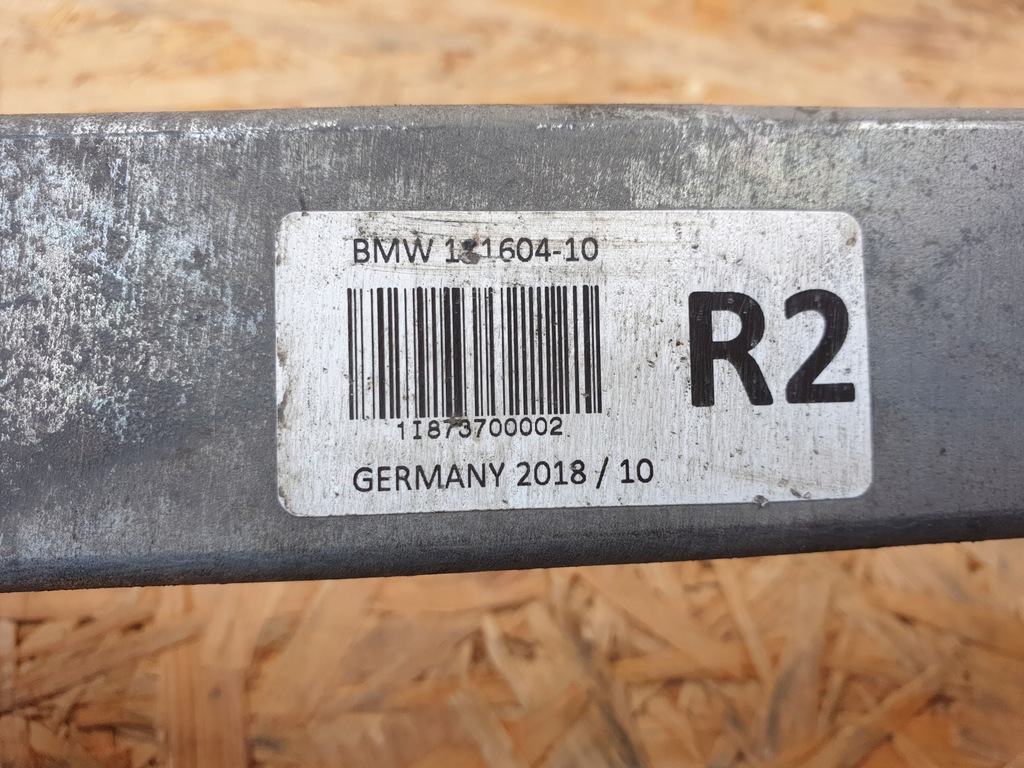 BMW
R2
1I873700002
GERMANY 2018 / 10